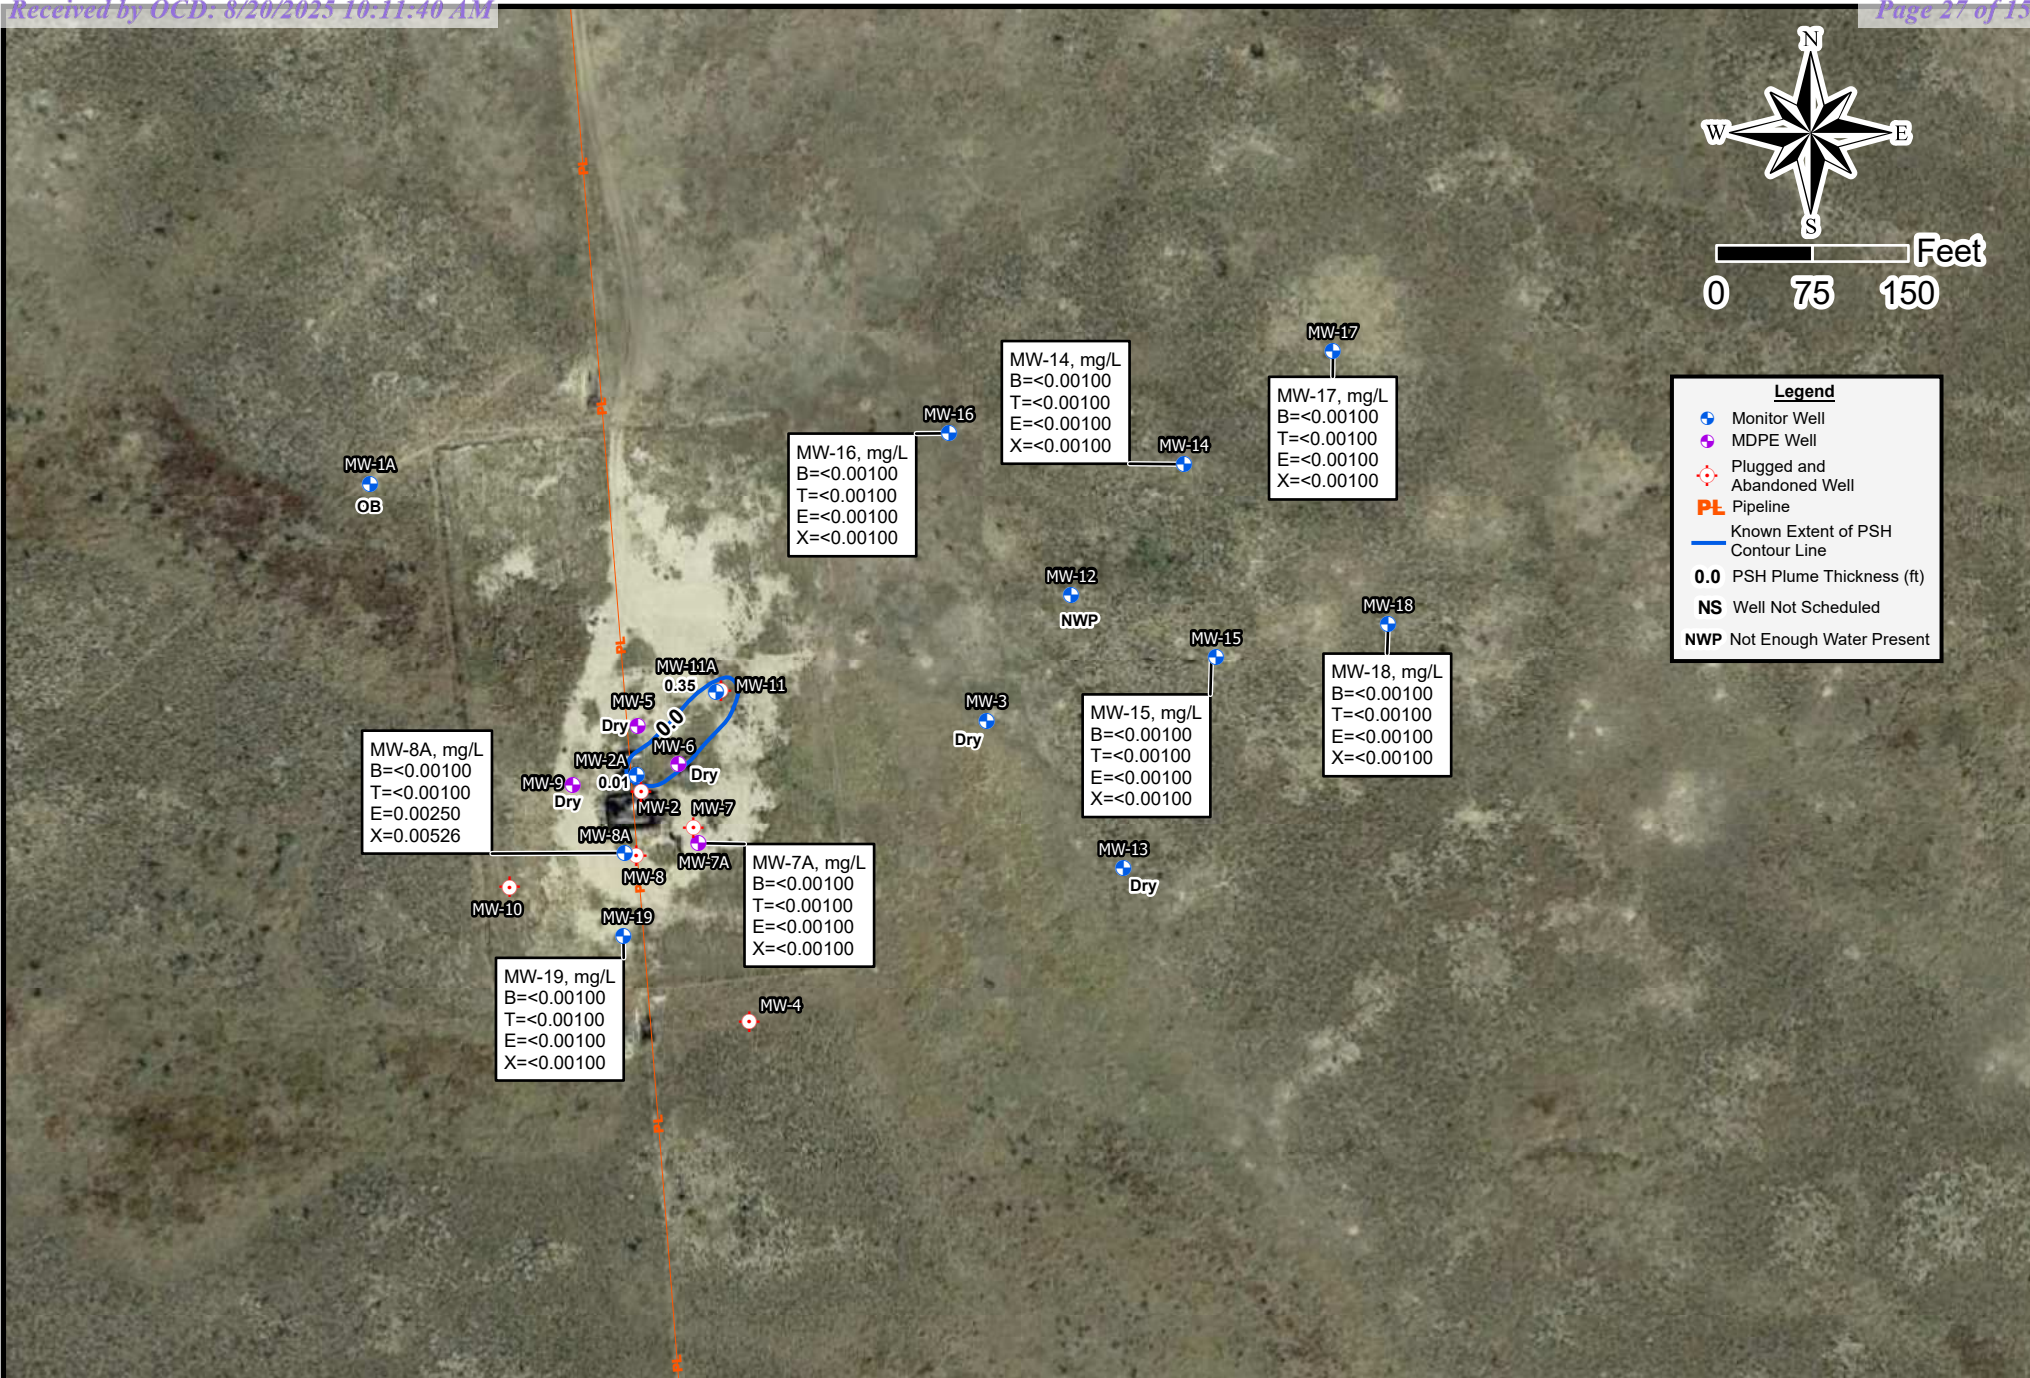 Received by OCD: 8/20/2025 10:11:40 AM
Page 27 of 15
N
W
E
S
Feet
0
75
150
Legend
Monitor Well
MDPE Well
Plugged and
Abandoned Well
PL
Pipeline
Known Extent of PSH
Contour Line
0.0
PSH Plume Thickness (ft)
NS
Well Not Scheduled
NWP
Not Enough Water Present
PL
PL
PL
PL
PL
PL
MW-17
MW-17, mg/L
B=<0.00100
T=<0.00100
E=<0.00100
X=<0.00100
MW-14, mg/L
B=<0.00100
T=<0.00100
E=<0.00100
X=<0.00100
MW-14
MW-16
MW-16, mg/L
B=<0.00100
T=<0.00100
E=<0.00100
X=<0.00100
MW-1A
OB
MW-12
NWP
MW-18
MW-18, mg/L
B=<0.00100
T=<0.00100
E=<0.00100
X=<0.00100
MW-15
MW-15, mg/L
B=<0.00100
T=<0.00100
E=<0.00100
X=<0.00100
MW-3
Dry
MW-11A
0.35
MW-11
MW-5
Dry
0.0
MW-6
Dry
MW-2A
0.01
MW-2
MW-9
Dry
MW-8A, mg/L
B=<0.00100
T=<0.00100
E=0.00250
X=0.00526
MW-7
MW-7A
MW-8A
MW-8
MW-7A, mg/L
B=<0.00100
T=<0.00100
E=<0.00100
X=<0.00100
MW-13
Dry
MW-10
MW-19
MW-19, mg/L
B=<0.00100
T=<0.00100
E=<0.00100
X=<0.00100
MW-4